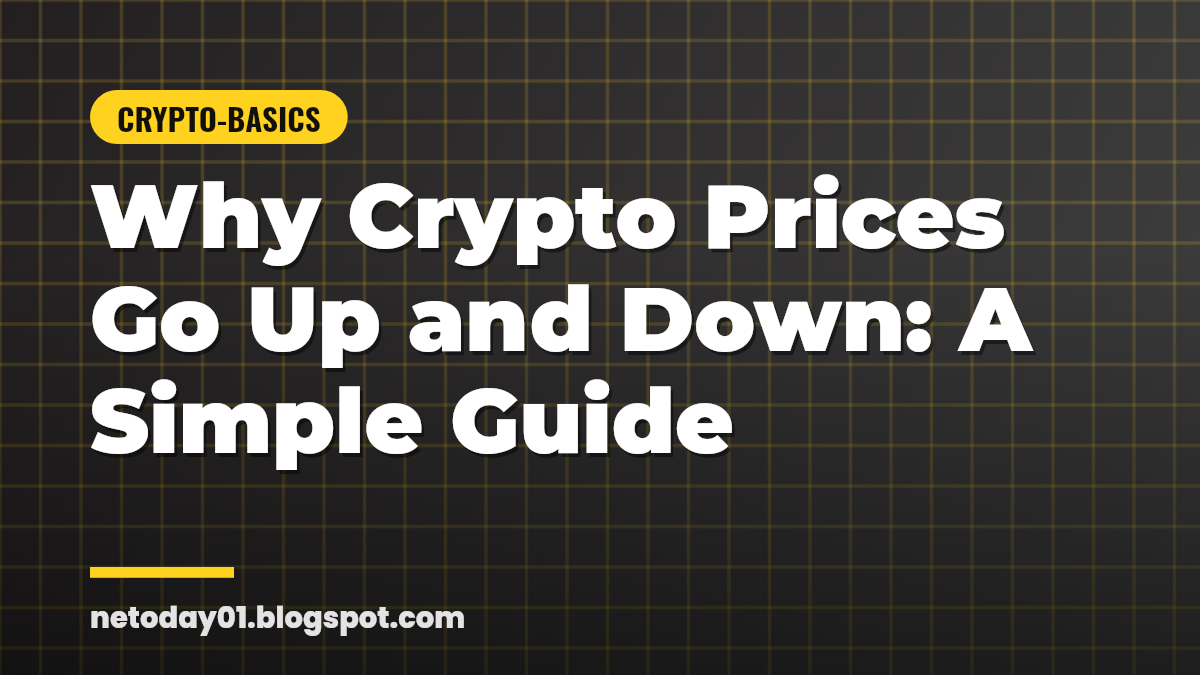 CRYPTO-BASICS
Why Crypto Prices
Go Up and Down: A
Simple Guide
netoday01.blogspot.com